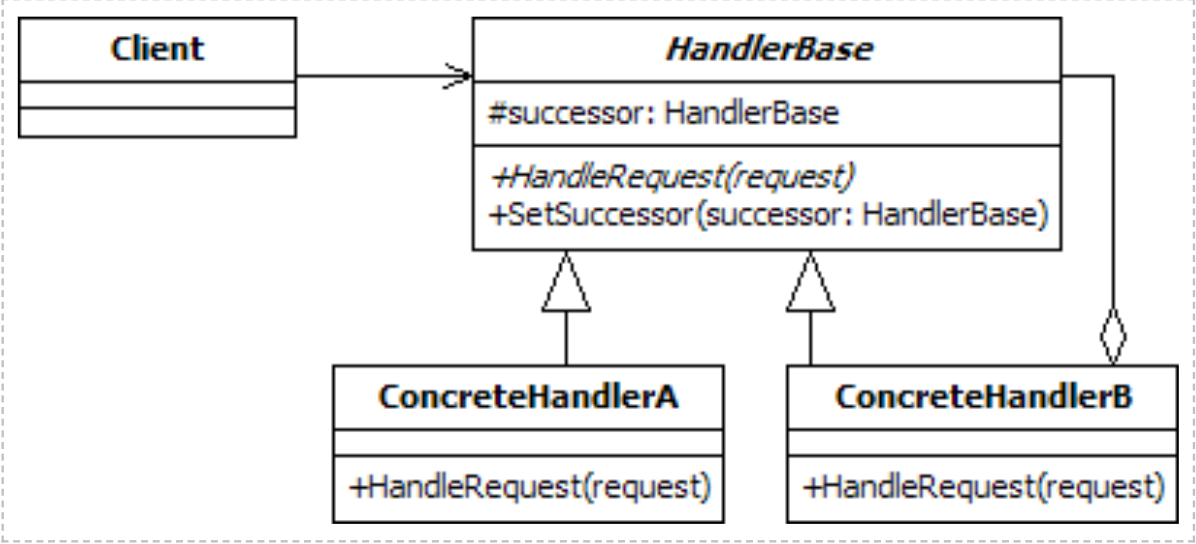 Client
HandlerBase
#successor: HandlerBase
+HandleRequest(request)
+SetSuccessor(successor: HandlerBase)
ConcreteHandlerA
+HandleRequest(request)
ConcreteHandlerB
+HandleRequest(request)